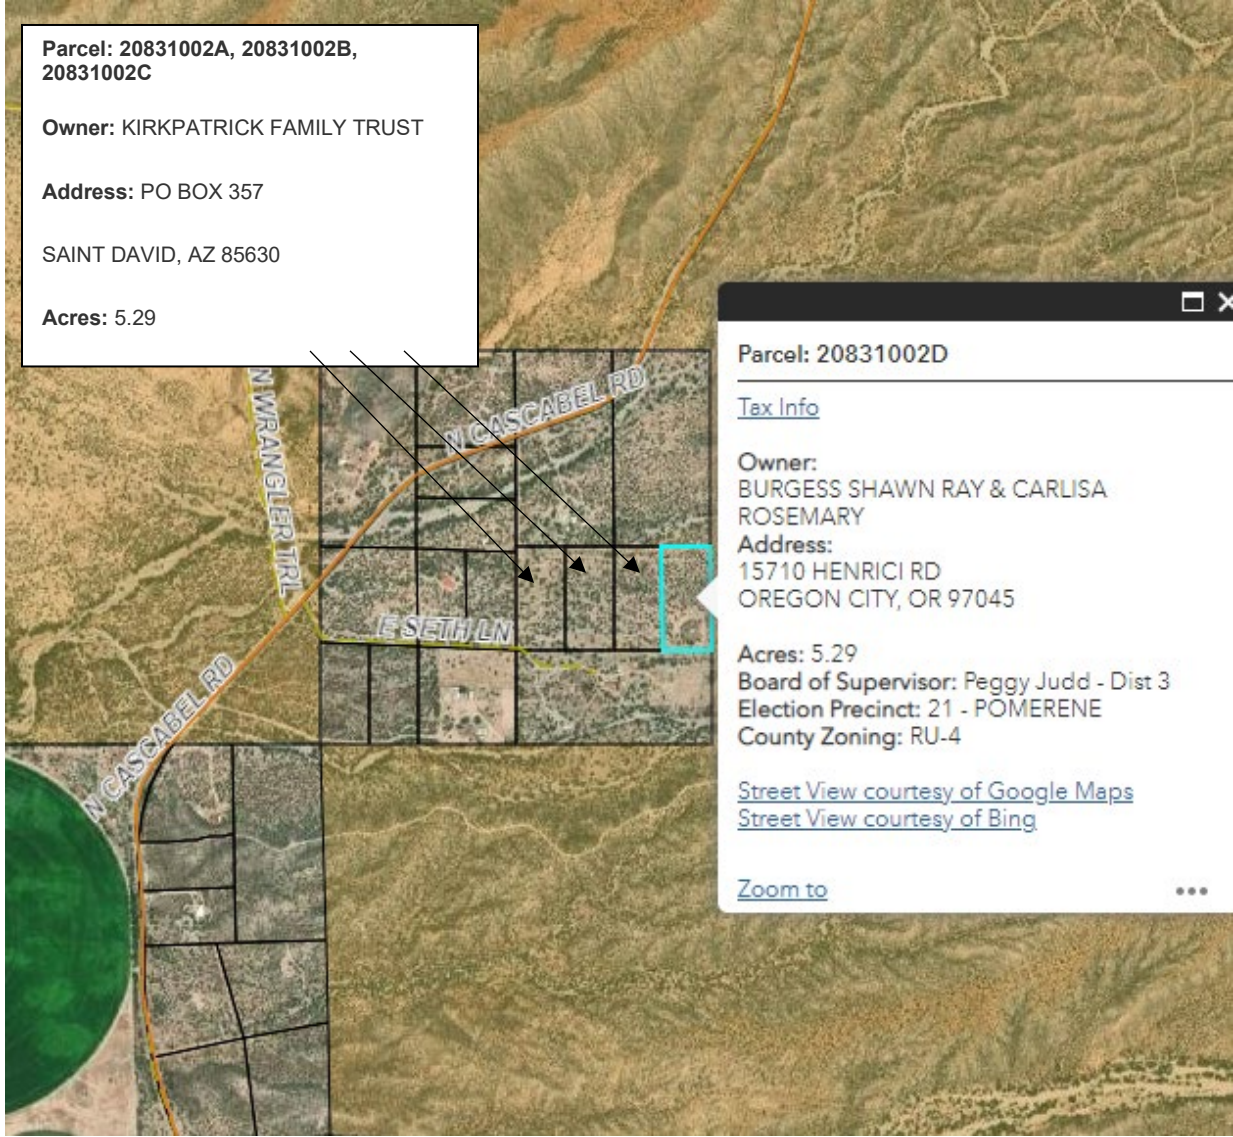 Parcel: 20831002A, 20831002B,
20831002C
Owner: KIRKPATRICK FAMILY TRUST
Address: PO BOX 357
SAINT DAVID, AZ 85630
Acres: 5.29
N WRANGLER TRL
N CASCABEL RD
E SETH LN
N CASCABEL RD
Parcel: 20831002D
Tax Info
Owner:
BURGESS SHAWN RAY & CARLISA
ROSEMARY
Address:
15710 HENRICI RD
OREGON CITY, OR 97045
Acres: 5.29
Board of Supervisor: Peggy Judd - Dist 3
Election Precinct: 21 - POMERENE
County Zoning: RU-4
Street View courtesy of Google Maps
Street View courtesy of Bing
Zoom to